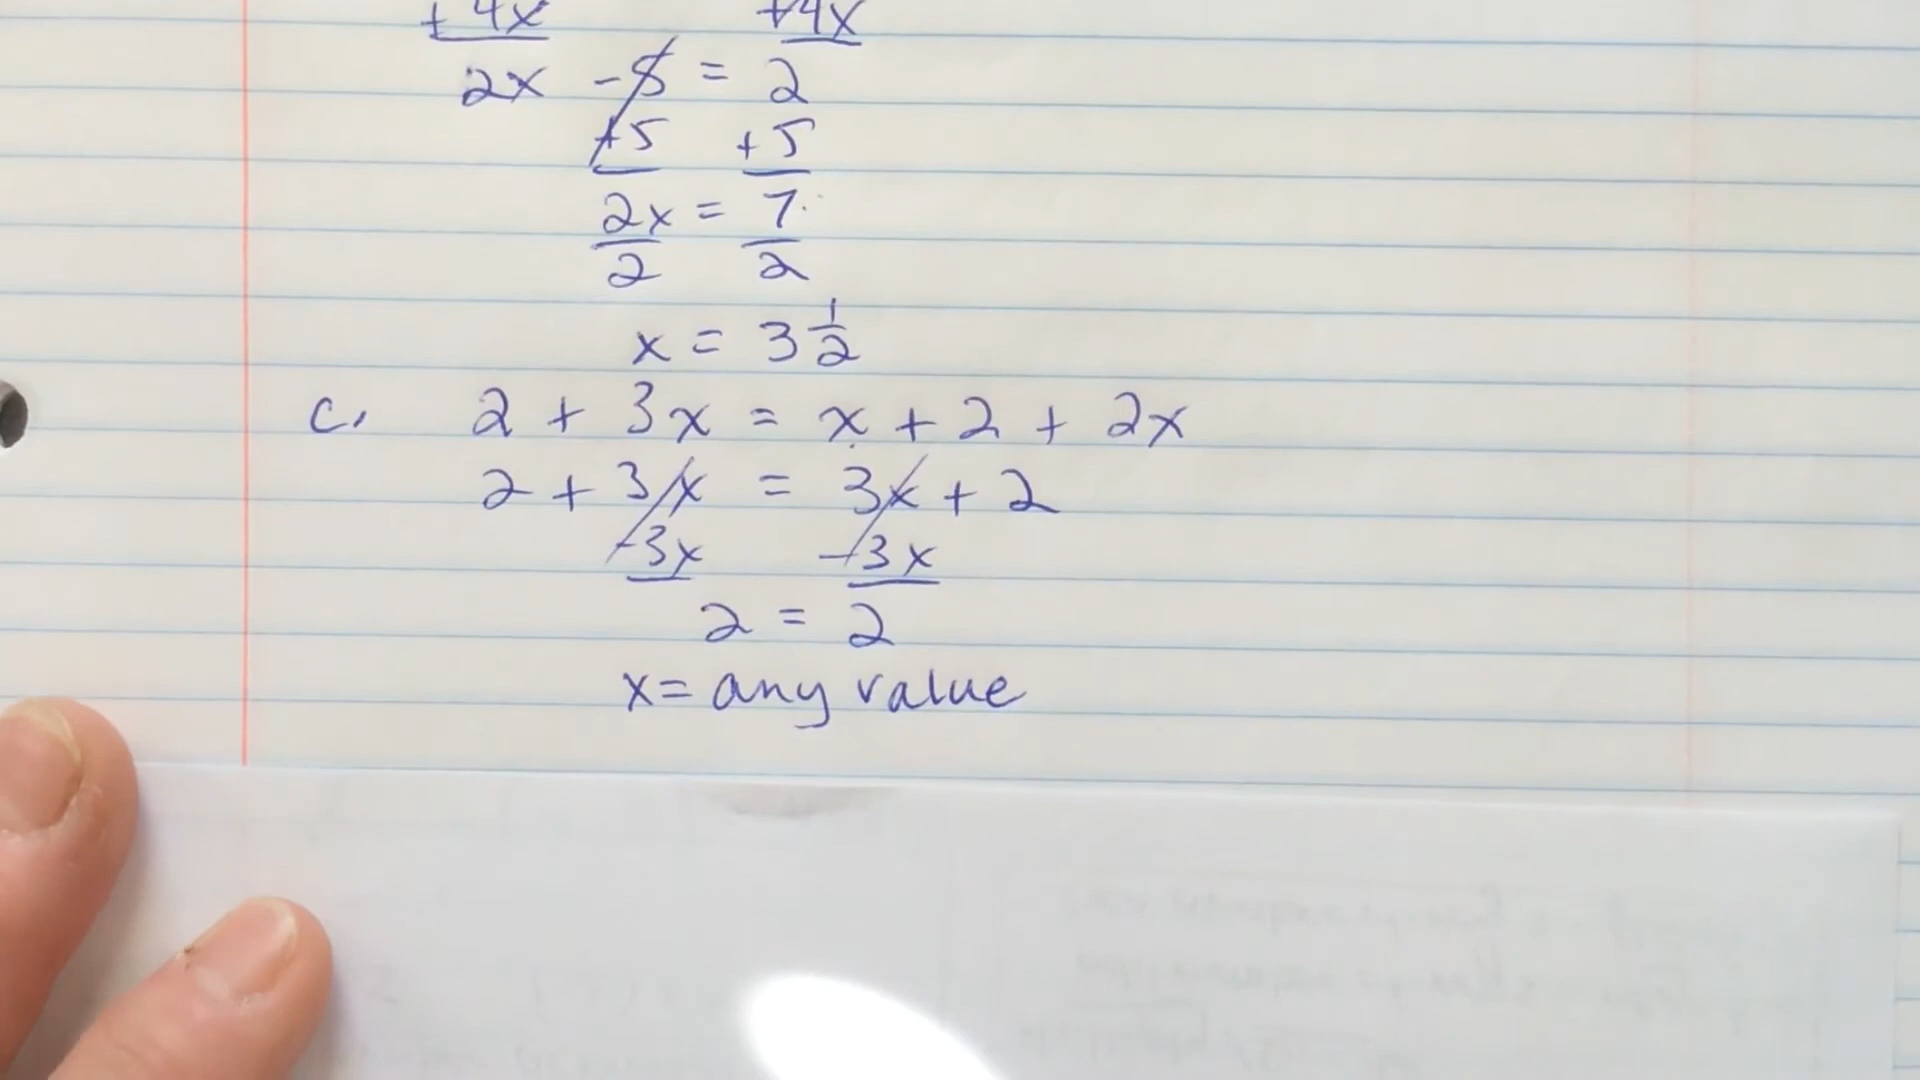 +4x +4x
2x -5 = 2
+5 +5
2x = 7
2 2
x = 3 1/2
c. 2 + 3x = x + 2 + 2x
2 + 3x = 3x + 2
-3x -3x
2 = 2
x = any value